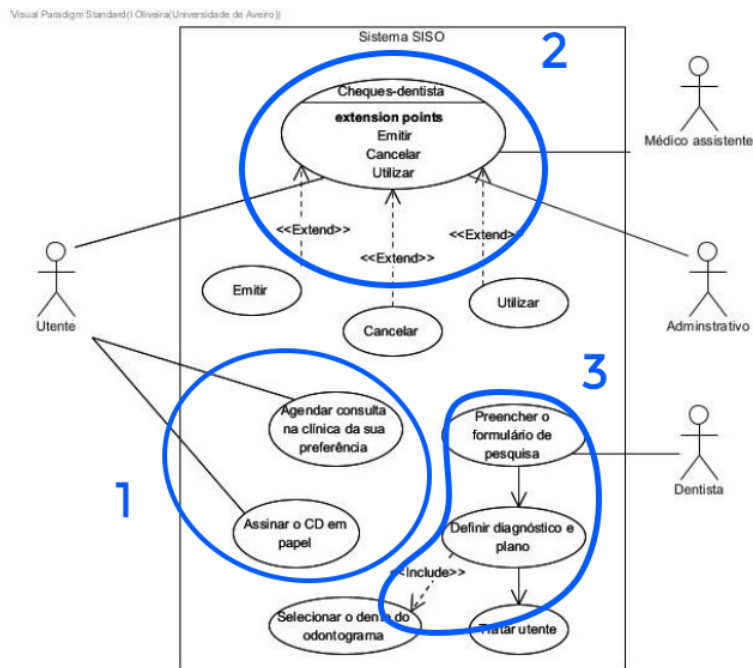 'Visual Paradigm Standard(I Oliveira(Universidade de Aveiro))
Sistema SISO
2
Cheques-dentista
extension points
Emitir
Cancelar
Utilizar
Médico assistente
<<Extend>>
<<Extend>>
<<Extend>>
Utente
Emitir
Cancelar
Utilizar
Adminstrativo
1
Agendar consulta
na clínica da sua
preferência
Assinar o CD em
papel
3
Preencher o
formulário de
pesquisa
Dentista
Definir diagnóstico e
plano
<<Include>>
Selecionar o dente do
odontograma
Tratar utente